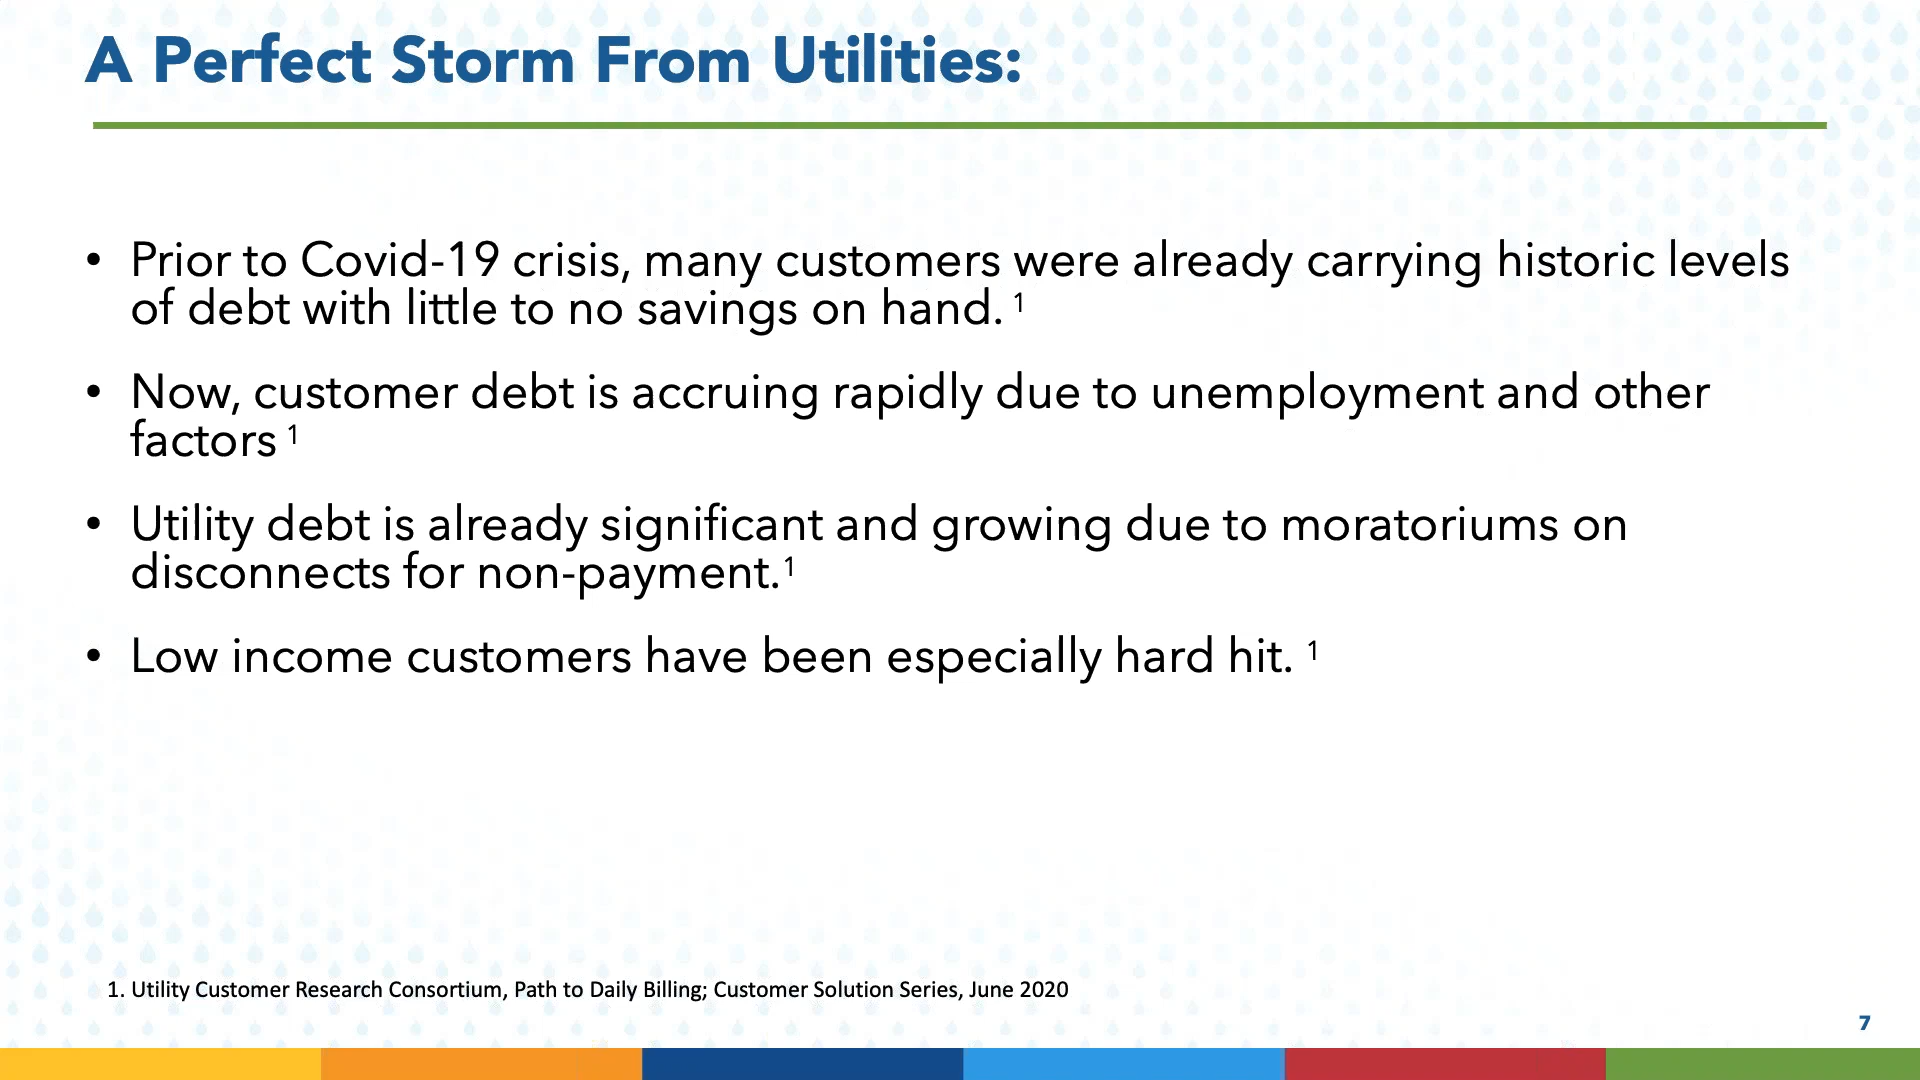 A Perfect Storm From Utilities:
• Prior to Covid-19 crisis, many customers were already carrying historic levels
of debt with little to no savings on hand. 1
• Now, customer debt is accruing rapidly due to unemployment and other
factors 1
• Utility debt is already significant and growing due to moratoriums on
disconnects for non-payment.1
• Low income customers have been especially hard hit. 1
1. Utility Customer Research Consortium, Path to Daily Billing; Customer Solution Series, June 2020
7